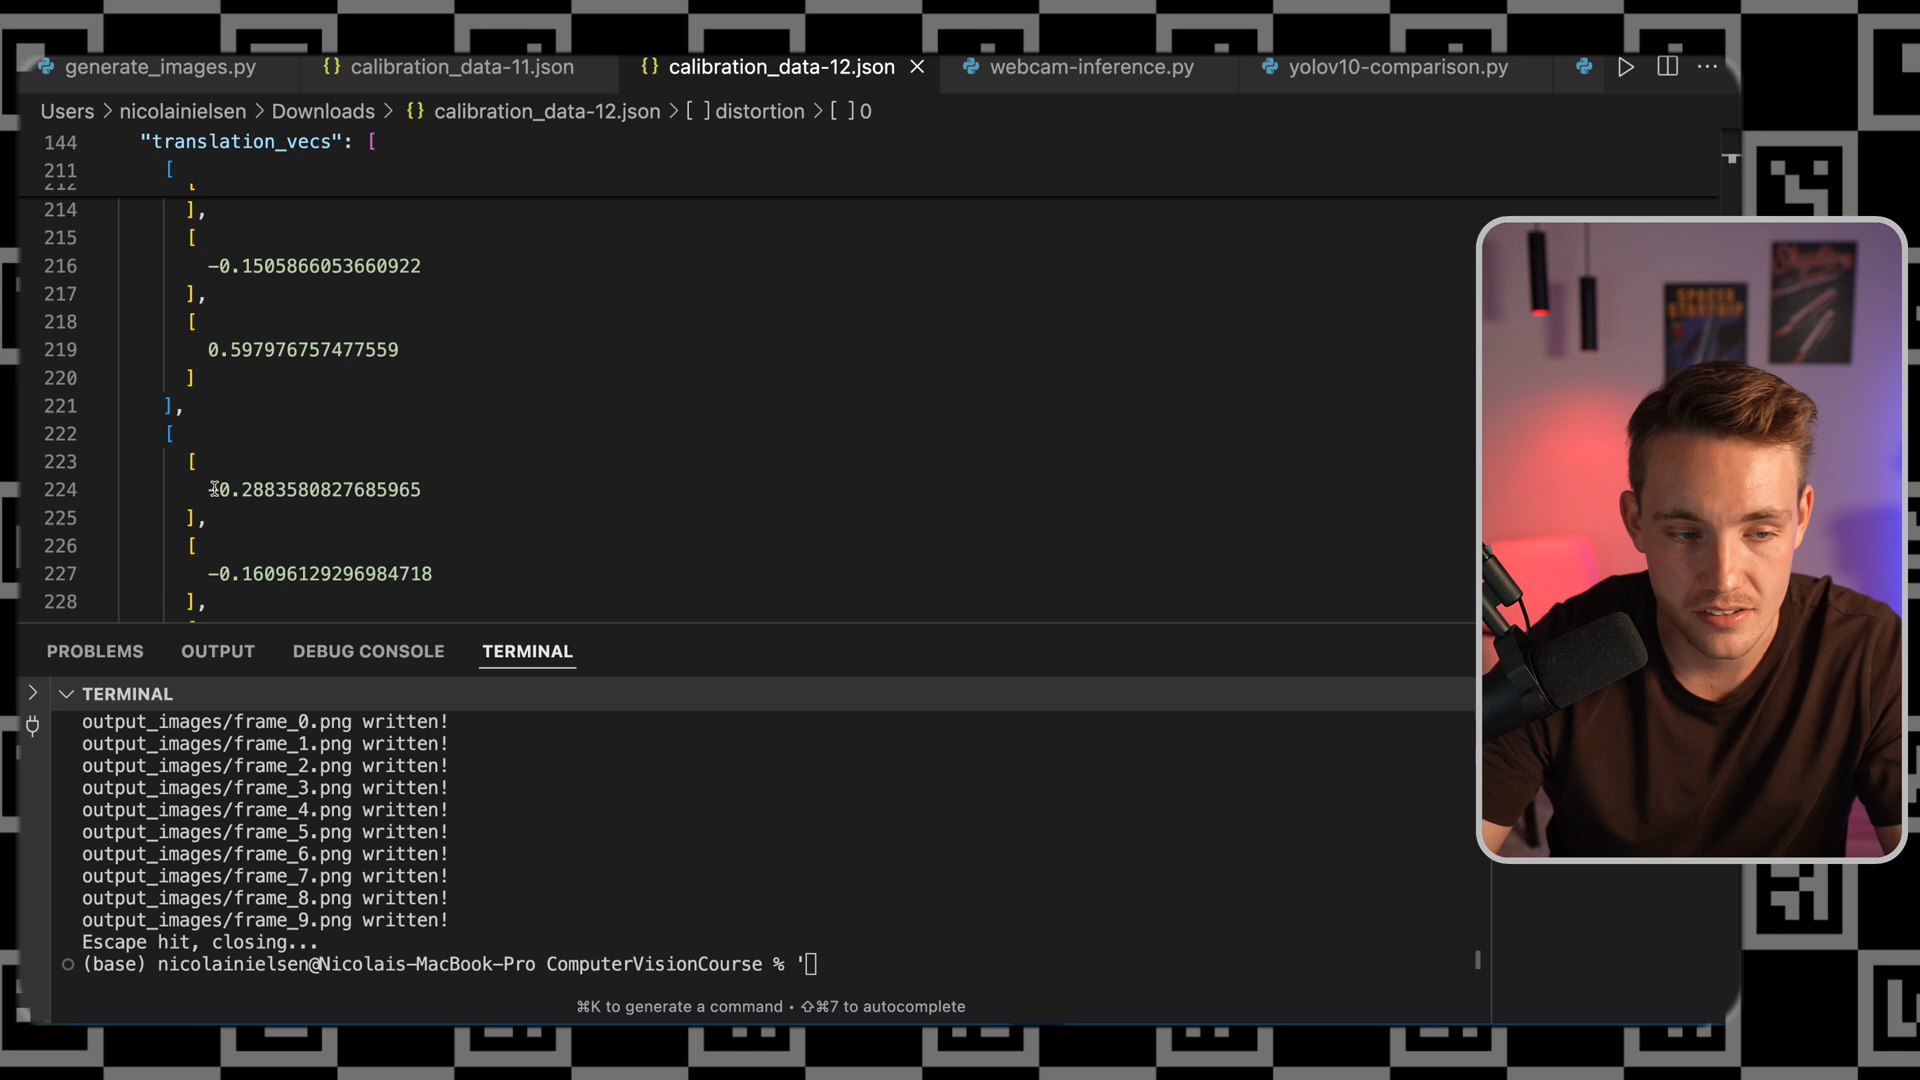 generate_images.py {} calibration_data-11.json {} calibration_data-12.json × webcam-inference.py yolov10-comparison.py ...
Users > nicolainielsen > Downloads > {} calibration_data-12.json > [ ] distortion > [ ] 0
144 "translation_vecs": [
211 [
212 [
214 ],
215 [
216 -0.1505866053660922
217 ],
218 [
219 0.597976757477559
220 ]
221 ],
222 [
223 [
224 -0.2883580827685965
225 ],
226 [
227 -0.16096129296984718
228 ],
PROBLEMS OUTPUT DEBUG CONSOLE TERMINAL
TERMINAL
output_images/frame_0.png written!
output_images/frame_1.png written!
output_images/frame_2.png written!
output_images/frame_3.png written!
output_images/frame_4.png written!
output_images/frame_5.png written!
output_images/frame_6.png written!
output_images/frame_7.png written!
output_images/frame_8.png written!
output_images/frame_9.png written!
Escape hit, closing...
(base) nicolainielsen@Nicolais-MacBook-Pro ComputerVisionCourse % '
⌘K to generate a command • ⇧⌘7 to autocomplete